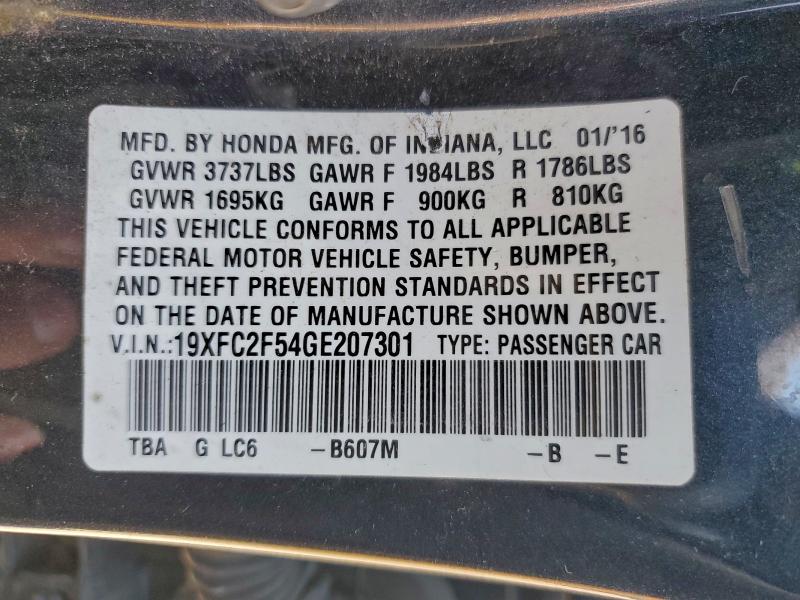 MFD. BY HONDA MFG. OF INDIANA, LLC 01/'16
GVWR 3737LBS GAWR F 1984LBS R 1786LBS
GVWR 1695KG GAWR F 900KG R 810KG
THIS VEHICLE CONFORMS TO ALL APPLICABLE
FEDERAL MOTOR VEHICLE SAFETY, BUMPER,
AND THEFT PREVENTION STANDARDS IN EFFECT
ON THE DATE OF MANUFACTURE SHOWN ABOVE.
V.I.N.:19XFC2F54GE207301 TYPE: PASSENGER CAR
TBA G LC6 -B607M -B -E